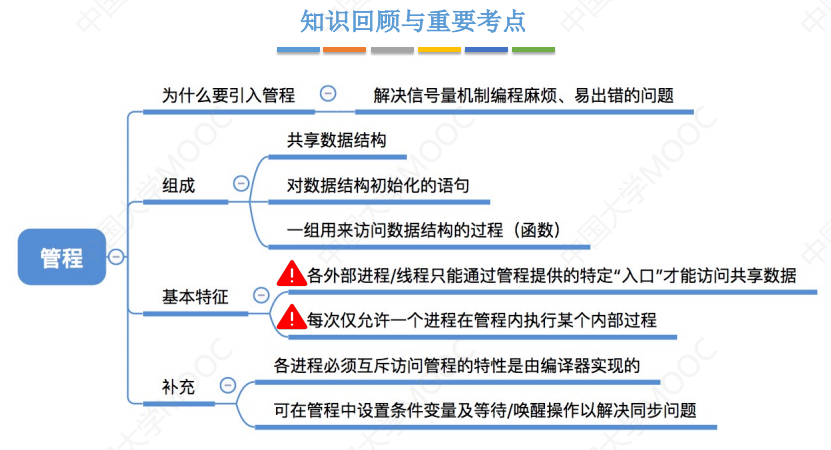 知识回顾与重要考点
为什么要引入管程
解决信号量机制编程麻烦、易出错的问题
共享数据结构
组成
对数据结构初始化的语句
一组用来访问数据结构的过程（函数）
管程
各外部进程/线程只能通过管程提供的特定“入口”才能访问共享数据
基本特征
每次仅允许一个进程在管程内执行某个内部过程
各进程必须互斥访问管程的特性是由编译器实现的
补充
可在管程中设置条件变量及等待/唤醒操作以解决同步问题
中国大学MOOC
中国大学MOOC